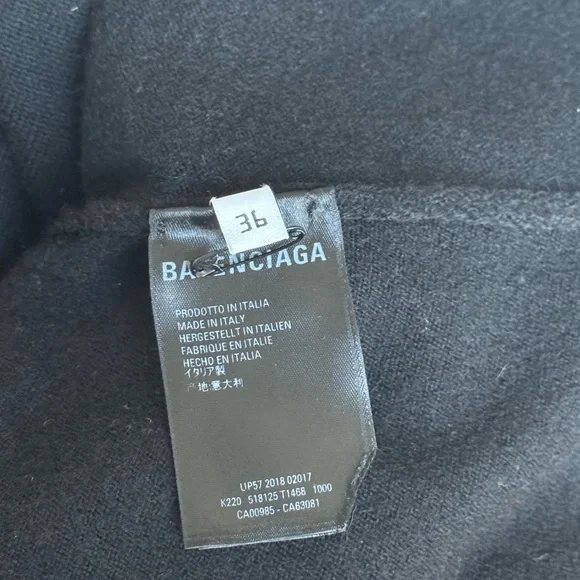 36
BALENCIAGA
PRODOTTO IN ITALIA
MADE IN ITALY
HERGESTELLT IN ITALIEN
FABRIQUE EN ITALIE
HECHO EN ITALIA
イタリア製
产地:意大利
UP57 2018 02017
K220 518125 T1466 1000
CA00985 - CA63081